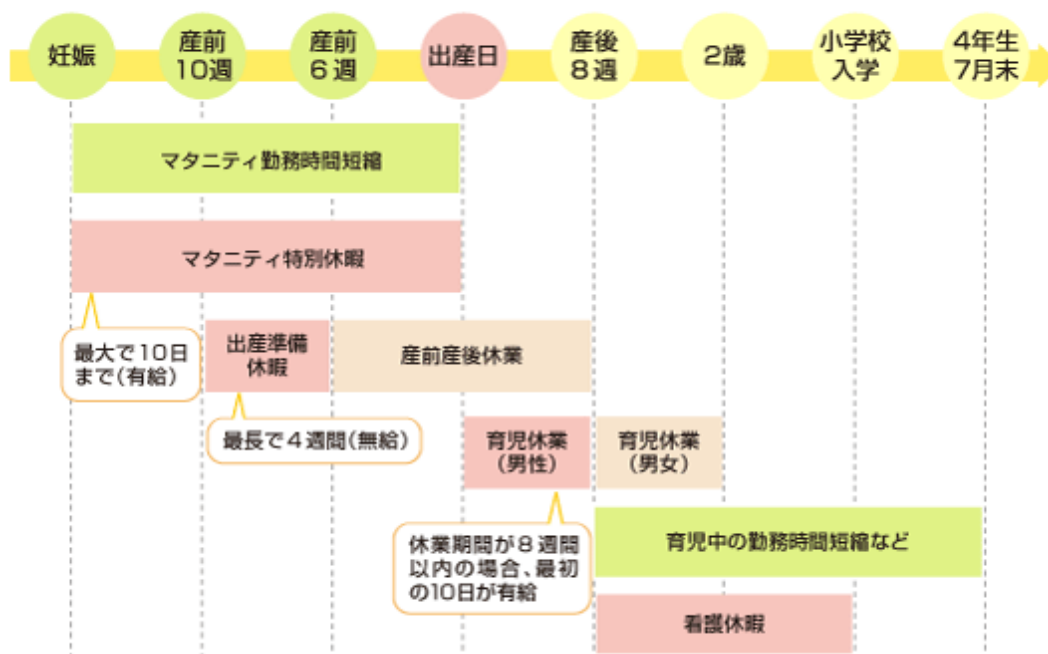 妊娠
産前
10週
産前
6週
出産日
産後
8週
2歳
小学校
入学
4年生
7月末
マタニティ勤務時間短縮
マタニティ特別休暇
最大で10日
まで(有給)
出産準備
休暇
産前産後休業
最長で4週間(無給)
育児休業
(男性)
育児休業
(男女)
休業期間が8週間
以内の場合、最初
の10日が有給
育児中の勤務時間短縮など
看護休暇